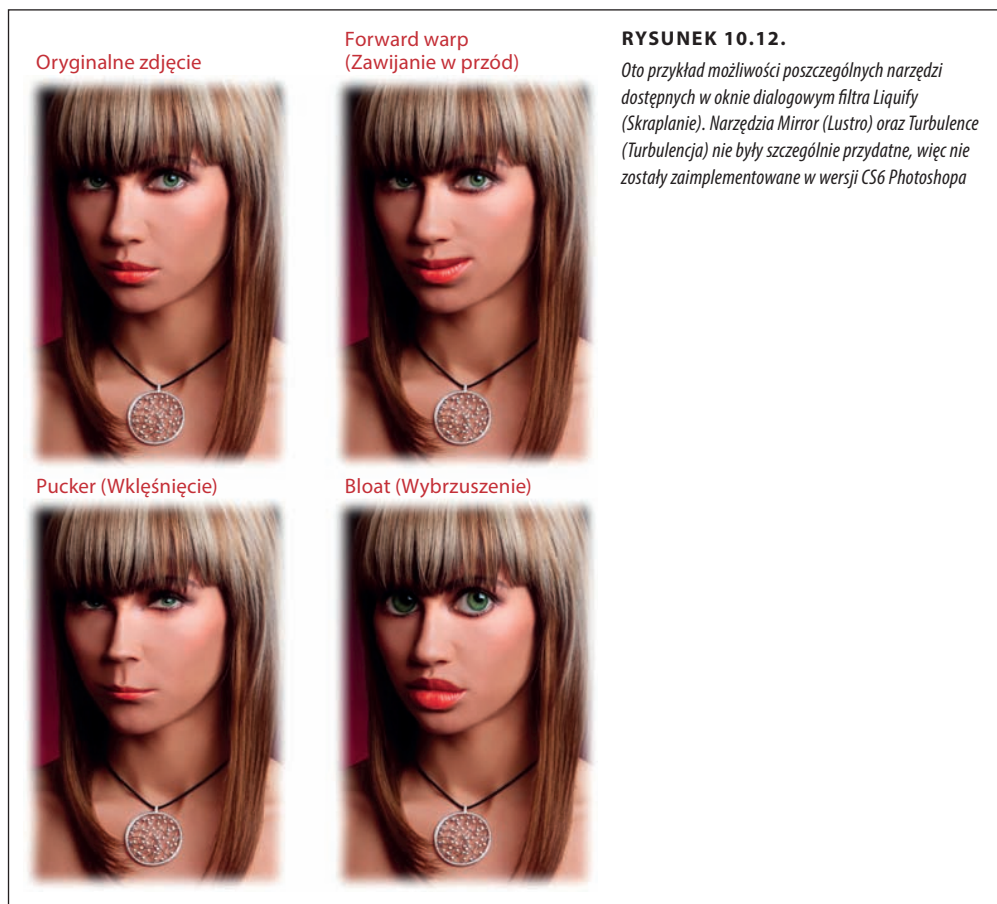 Oryginalne zdjęcie
Forward warp
(Zawijanie w przód)
Pucker (Wklęśnięcie)
Bloat (Wybrzuszenie)
RYSUNEK 10.12.
Oto przykład możliwości poszczególnych narzędzi
dostępnych w oknie dialogowym filtra Liquify
(Skraplanie). Narzędzia Mirror (Lustro) oraz Turbulence
(Turbulencja) nie były szczególnie przydatne, więc nie
zostały zaimplementowane w wersji CS6 Photoshopa